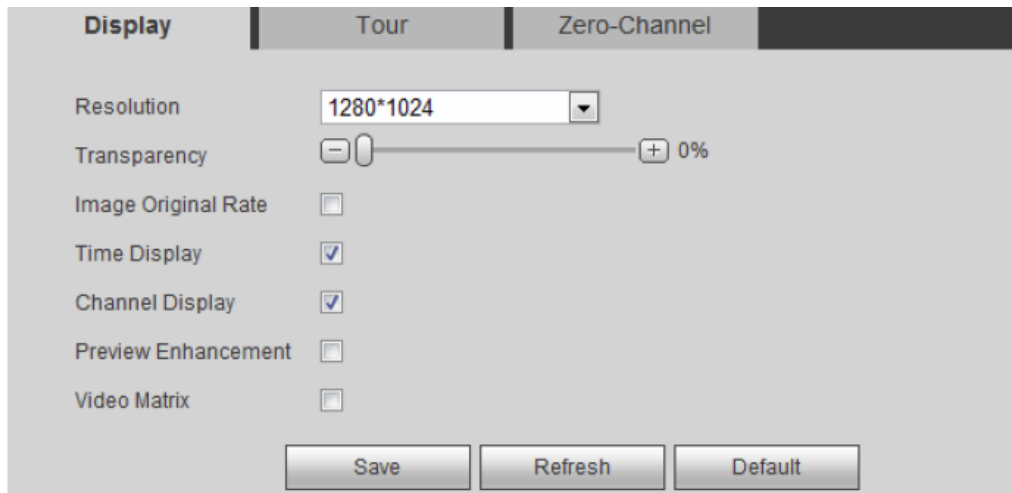 Display Tour Zero-Channel
Resolution 1280*1024
Transparency 0%
Image Original Rate
Time Display
Channel Display
Preview Enhancement
Video Matrix
Save Refresh Default